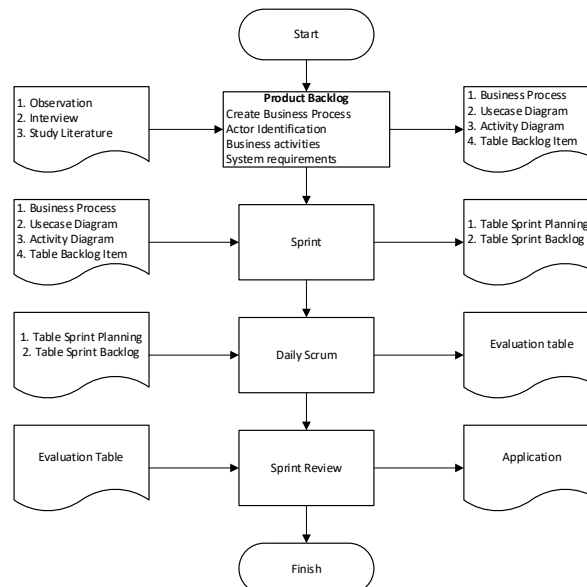 Start
1. Observation
2. Interview
3. Study Literature
Product Backlog
Create Business Process
Actor Identification
Business activities
System requirements
1. Business Process
2. Usecase Diagram
3. Activity Diagram
4. Table Backlog Item
1. Business Process
2. Usecase Diagram
3. Activity Diagram
4. Table Backlog Item
Sprint
1. Table Sprint Planning
2. Table Sprint Backlog
1. Table Sprint Planning
2. Table Sprint Backlog
Daily Scrum
Evaluation table
Evaluation Table
Sprint Review
Application
Finish